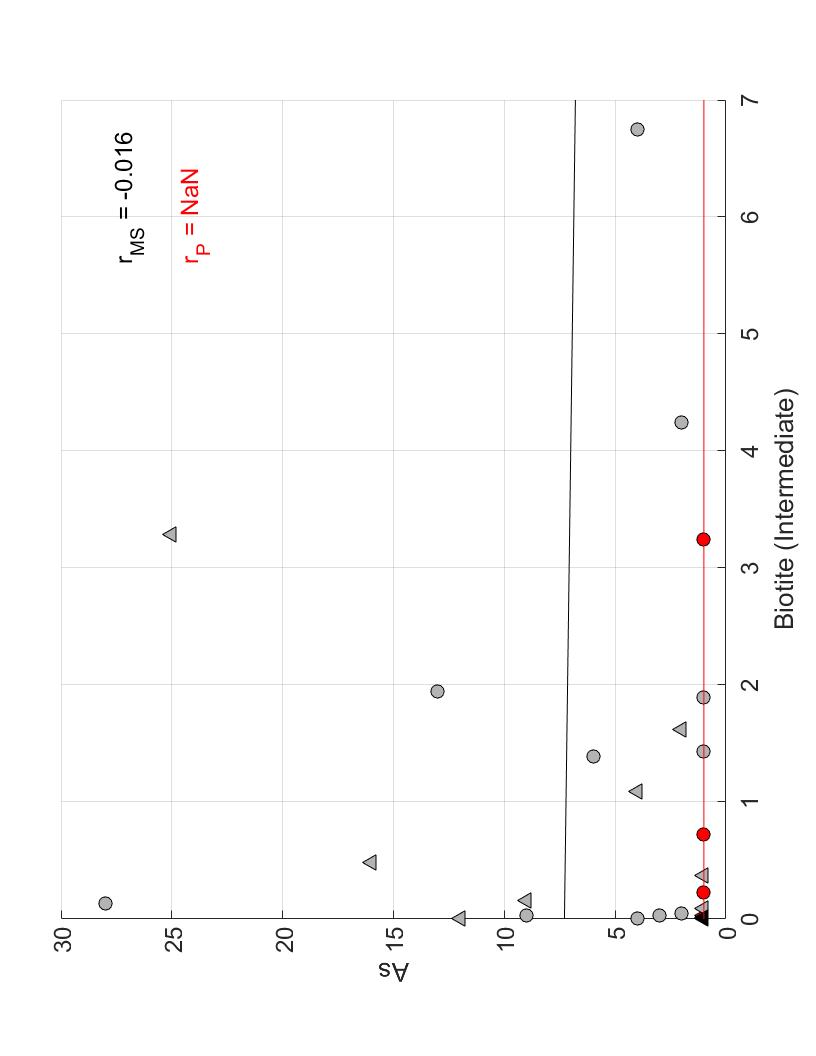 30
25
20
15
10
5
0
As
r_MS = -0.016
r_P = NaN
0 1 2 3 4 5 6 7
Biotite (Intermediate)